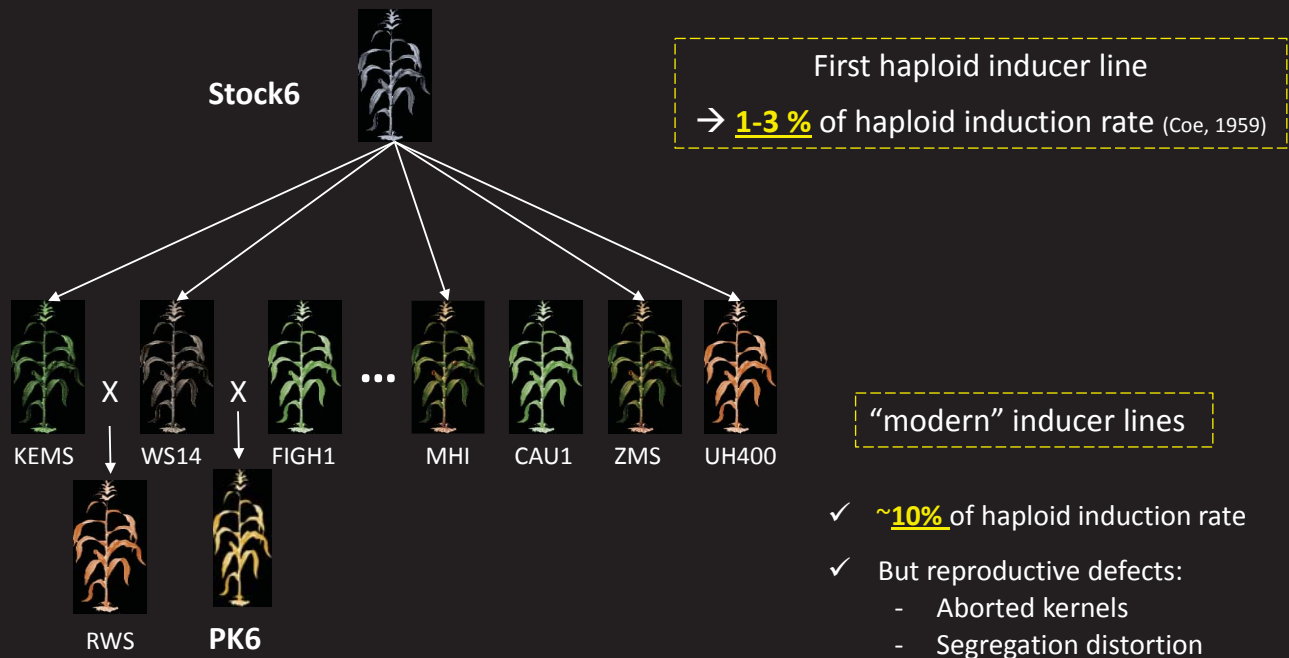 Stock6
First haploid inducer line
→ 1-3 % of haploid induction rate (Coe, 1959)
X X ...
KEMS WS14 FIGH1 MHI CAU1 ZMS UH400
"modern" inducer lines
RWS PK6
✓ ~10% of haploid induction rate
✓ But reproductive defects:
- Aborted kernels
- Segregation distortion